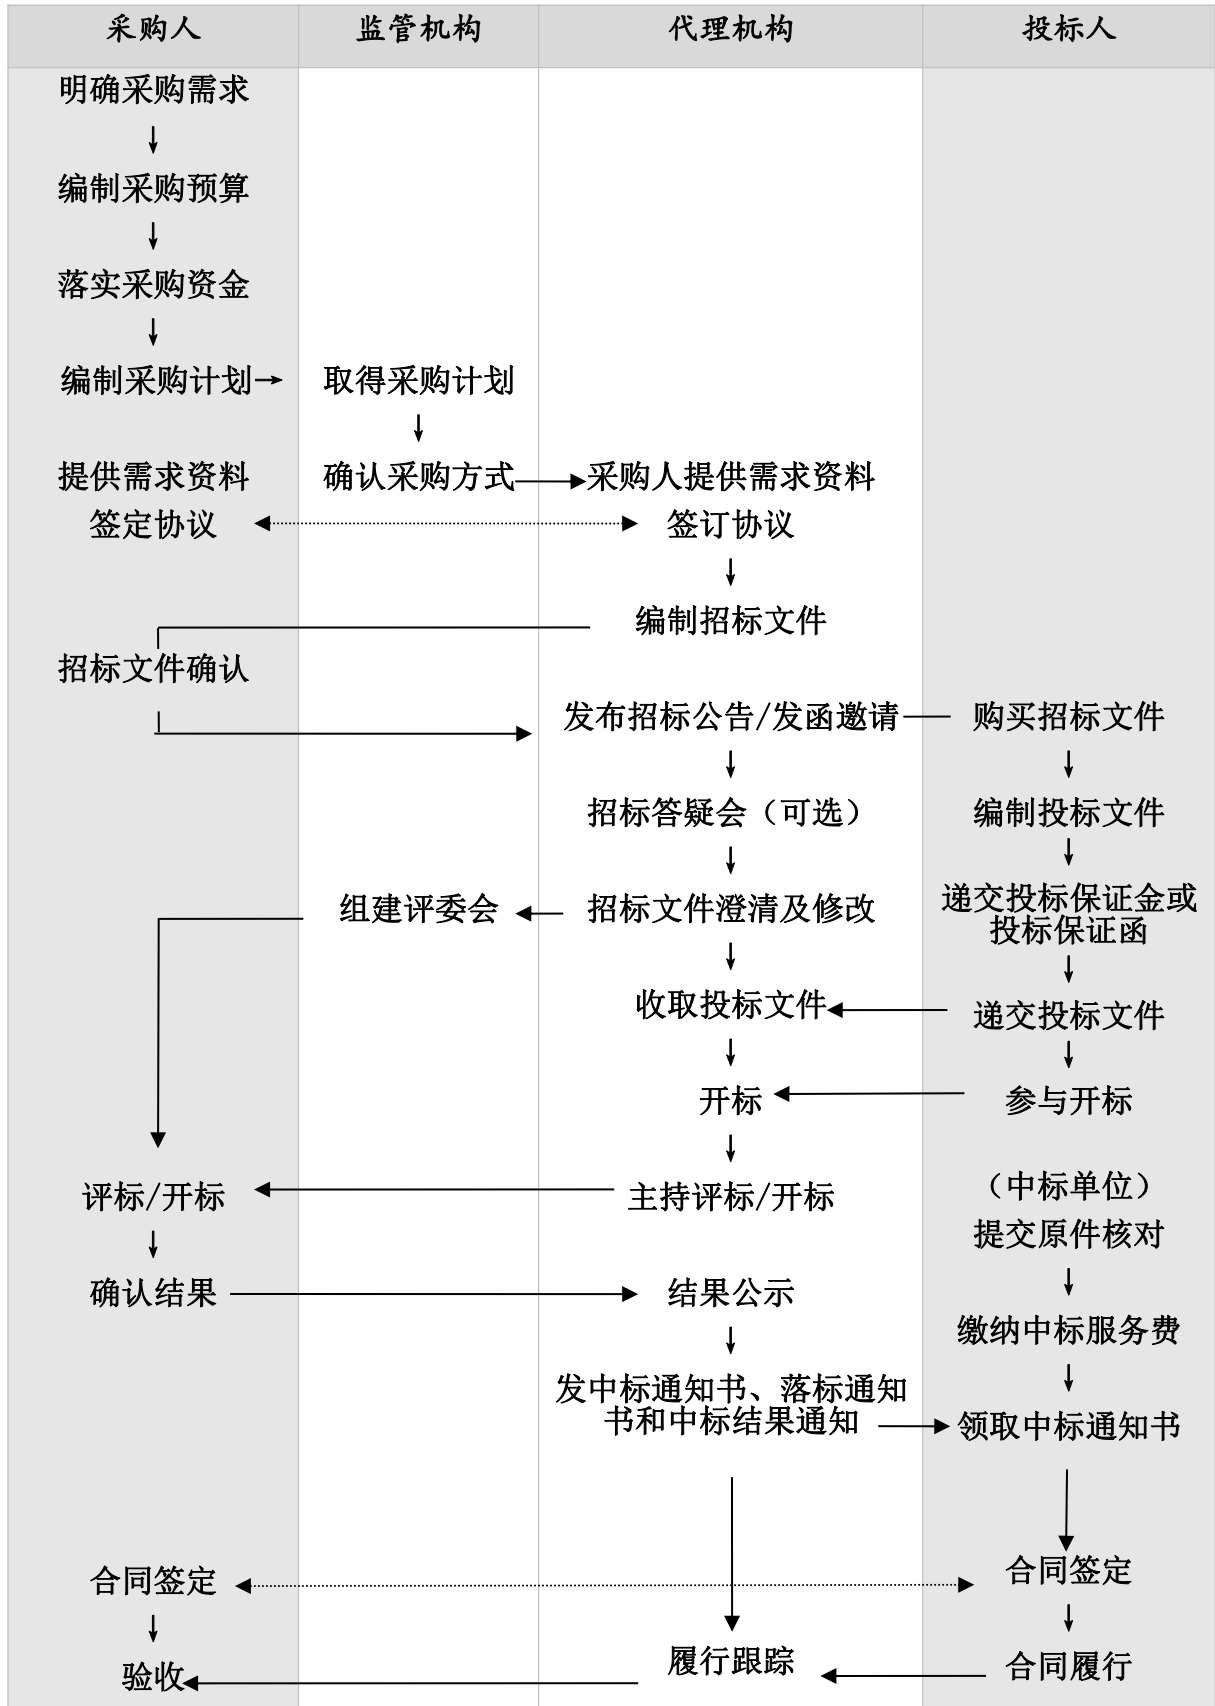 采购人 监管机构 代理机构 投标人
明确采购需求
编制采购预算
落实采购资金
编制采购计划 取得采购计划
提供需求资料 确认采购方式 采购人提供需求资料
签定协议 签订协议
编制招标文件
招标文件确认
发布招标公告/发函邀请 购买招标文件
招标答疑会（可选） 编制投标文件
组建评委会 招标文件澄清及修改 递交投标保证金或
投标保证函
收取投标文件 递交投标文件
开标 参与开标
评标/开标 主持评标/开标 （中标单位）
提交原件核对
确认结果 结果公示
缴纳中标服务费
发中标通知书、落标通知
书和中标结果通知 领取中标通知书
合同签定 合同签定
验收 履行跟踪 合同履行